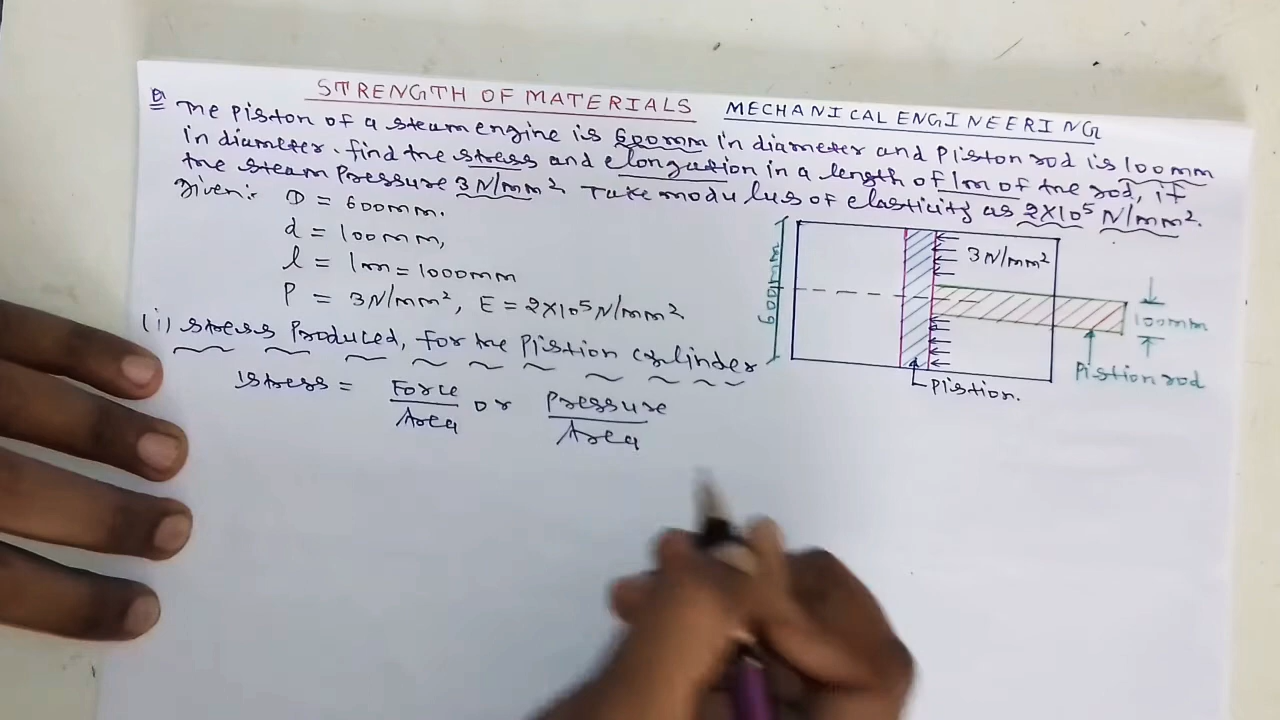 STRENGTH OF MATERIALS MECHANICAL ENGINEERING
Q The piston of a steam engine is 600mm in diameter and piston rod is 100mm
in diameter. find the stress and elongation in a length of 1m of the rod, if
the steam Pressure 3N/mm² Take modulus of elasticity as 2×10⁵ N/mm².
Given:- D = 600mm.
d = 100mm,
l = 1m = 1000mm
P = 3N/mm², E = 2×10⁵N/mm²
(i) Stress Produced, for the Pistion cylinder
Stress = Force/Area or Pressure/Area
600mm
3N/mm²
100mm
Pistion rod
Pistion.